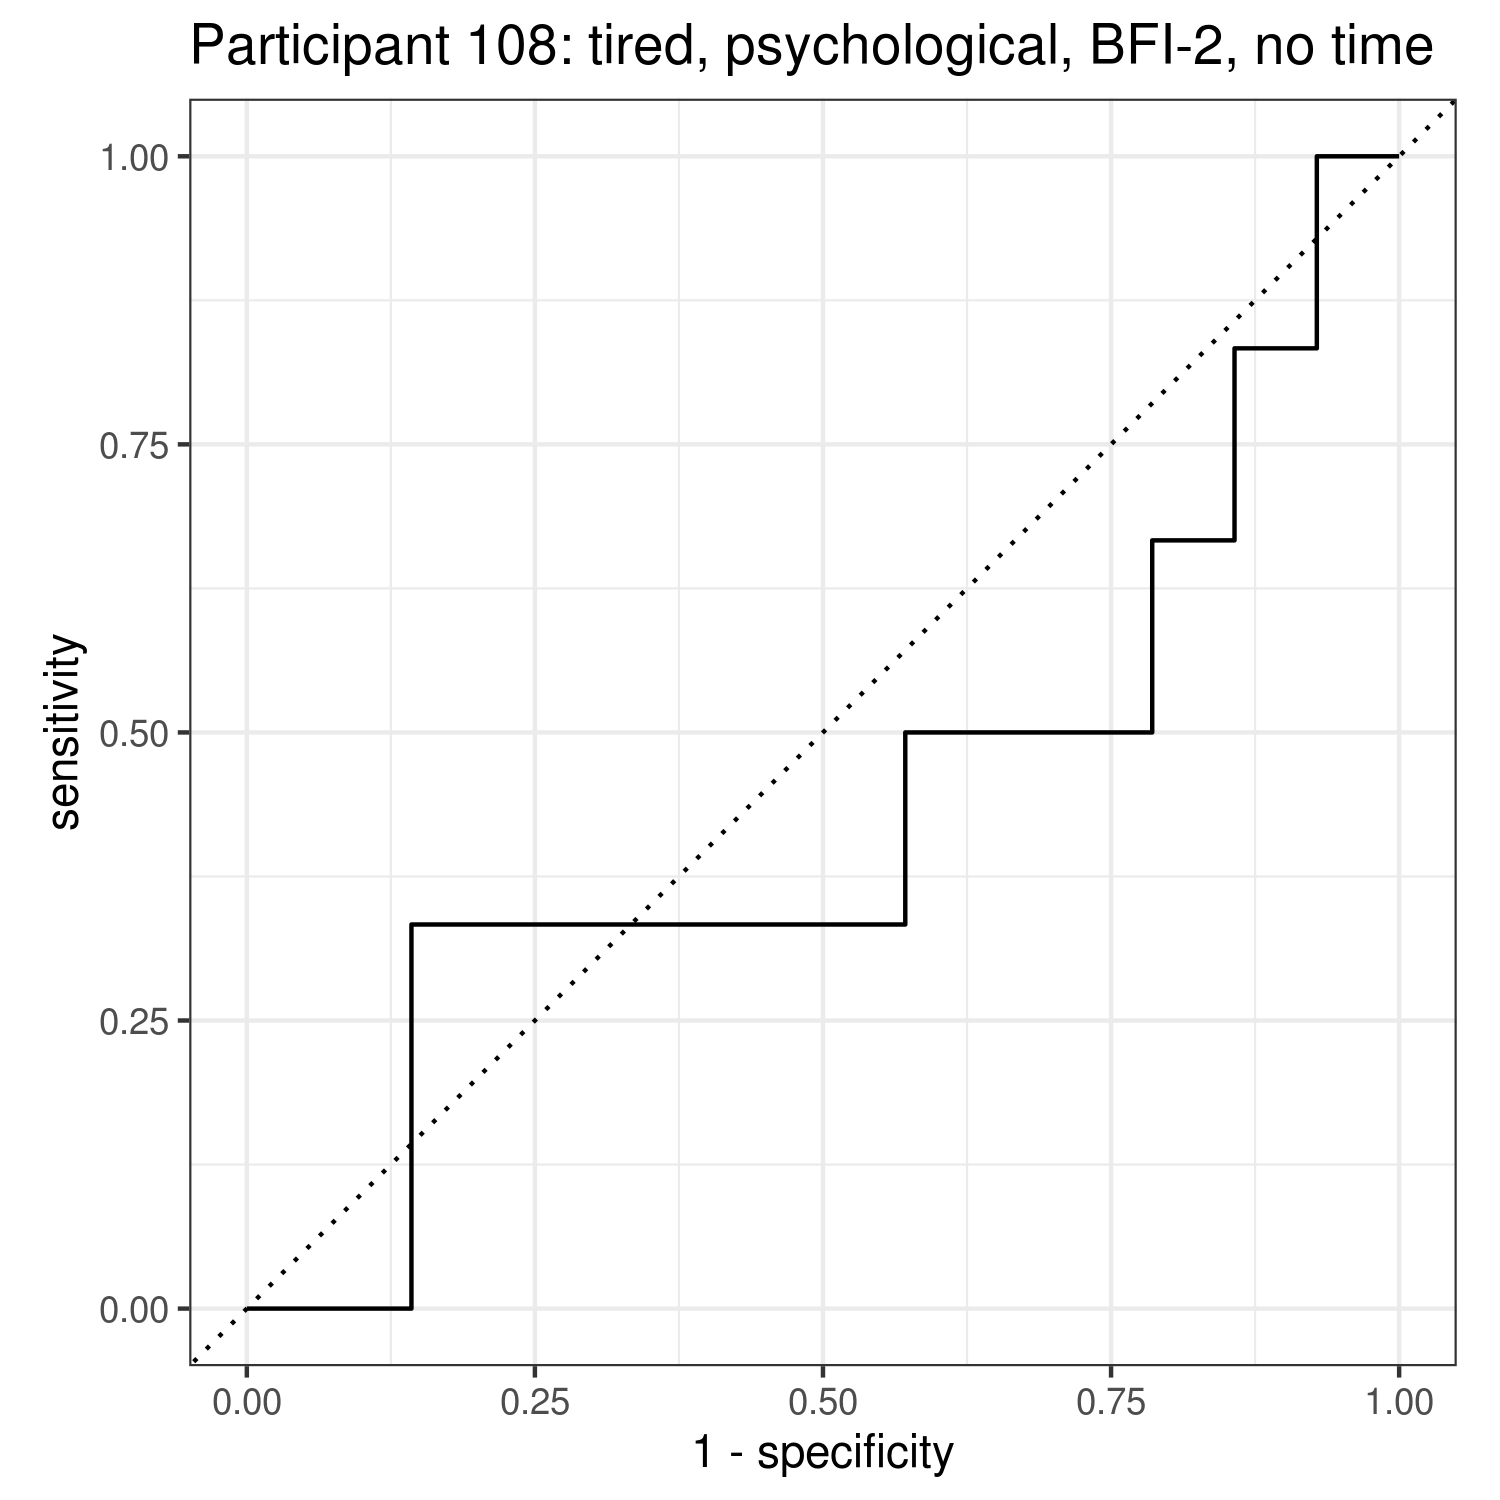 Participant 108: tired, psychological, BFI-2, no time
1.00
0.75
0.50
0.25
0.00
sensitivity
0.00 0.25 0.50 0.75 1.00
1 - specificity